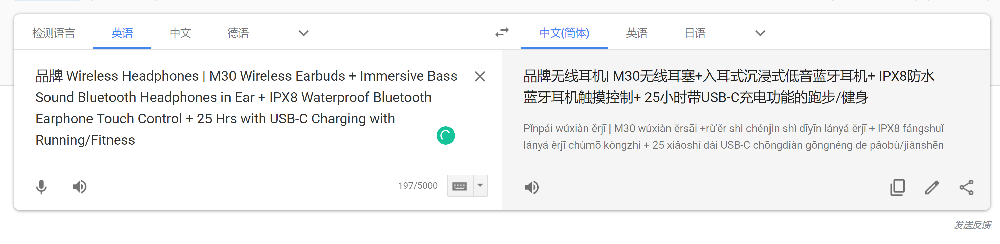 检测语言 英语 中文 德语
中文(简体) 英语 日语
品牌 Wireless Headphones | M30 Wireless Earbuds + Immersive Bass
Sound Bluetooth Headphones in Ear + IPX8 Waterproof Bluetooth
Earphone Touch Control + 25 Hrs with USB-C Charging with
Running/Fitness
197/5000
品牌无线耳机| M30无线耳塞+入耳式沉浸式低音蓝牙耳机+ IPX8防水
蓝牙耳机触摸控制+ 25小时带USB-C充电功能的跑步/健身
Pǐnpái wúxiàn ěrjī | M30 wúxiàn ěrsāi +rù'ěr shì chénjìn shì dīyīn lányá ěrjī + IPX8 fángshuǐ
lányá ěrjī chùmō kòngzhì + 25 xiǎoshí dài USB-C chōngdiàn gōngnéng de pǎobù/jiànshēn
发送反馈